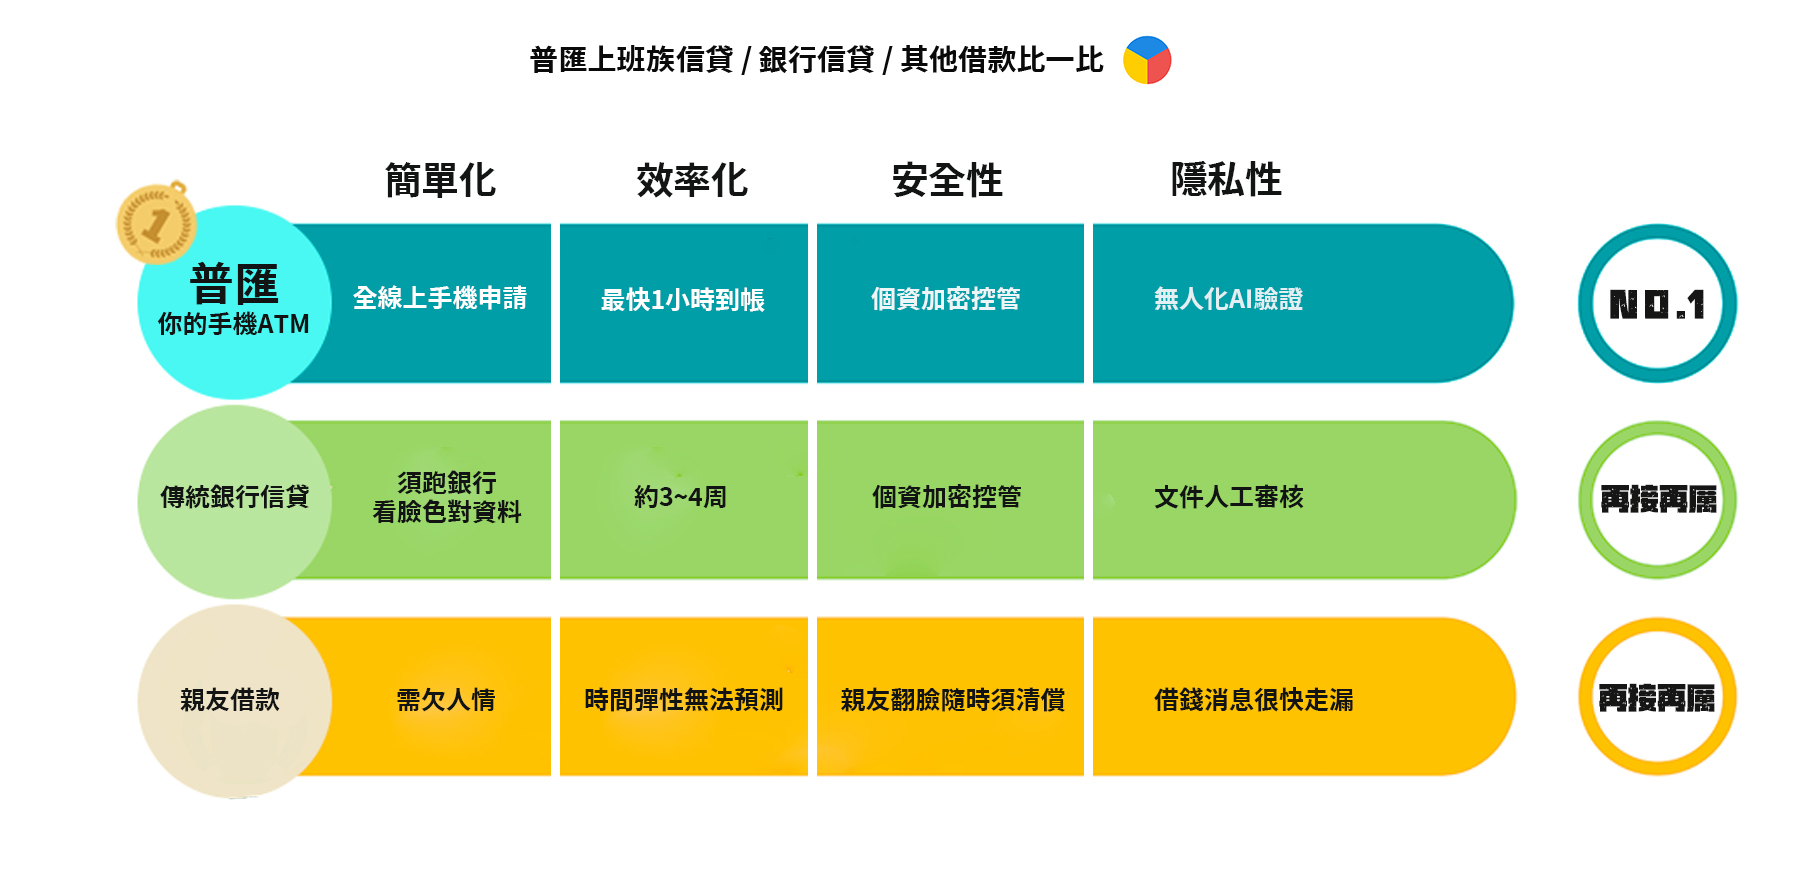 普匯上班族信貸 / 銀行信貸 / 其他借款比一比
簡單化 效率化 安全性 隱私性
1
普匯
你的手機ATM
全線上手機申請
最快1小時到帳
個資加密控管
無人化AI驗證
NO.1
傳統銀行信貸
須跑銀行
看臉色對資料
約3~4周
個資加密控管
文件人工審核
再接再厲
親友借款
需欠人情
時間彈性無法預測
親友翻臉隨時須清償
借錢消息很快走漏
再接再厲